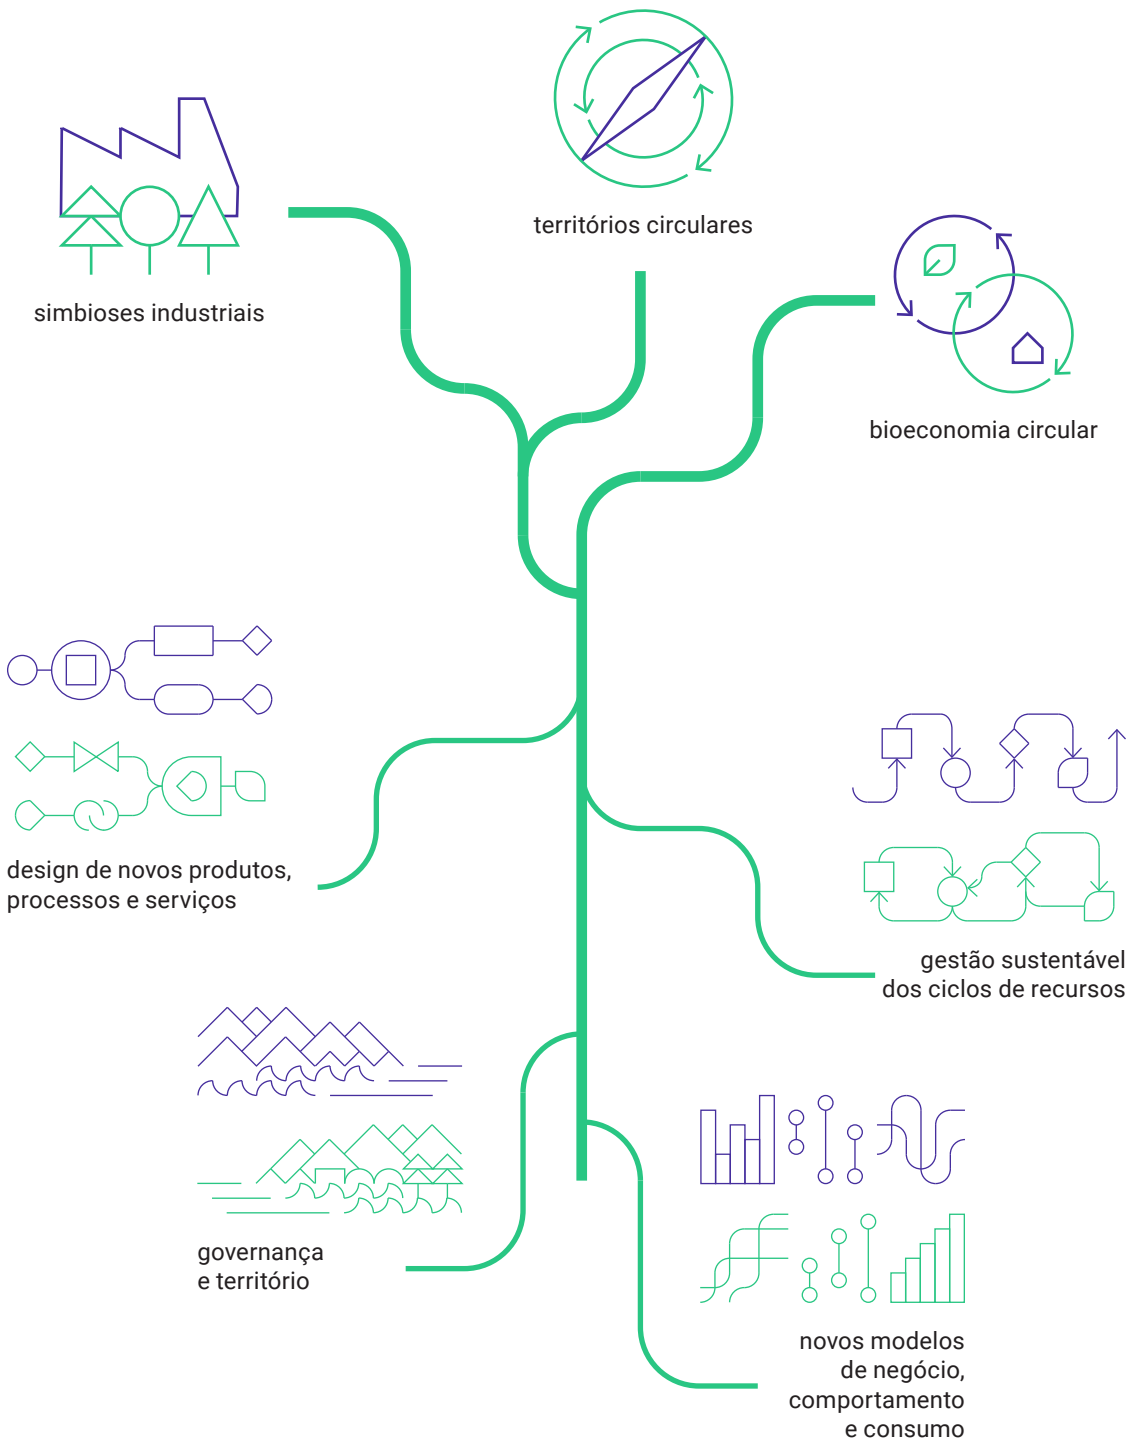 territórios circulares
simbioses industriais
bioeconomia circular
design de novos produtos,
processos e serviços
gestão sustentável
dos ciclos de recursos
governança
e território
novos modelos
de negócio,
comportamento
e consumo